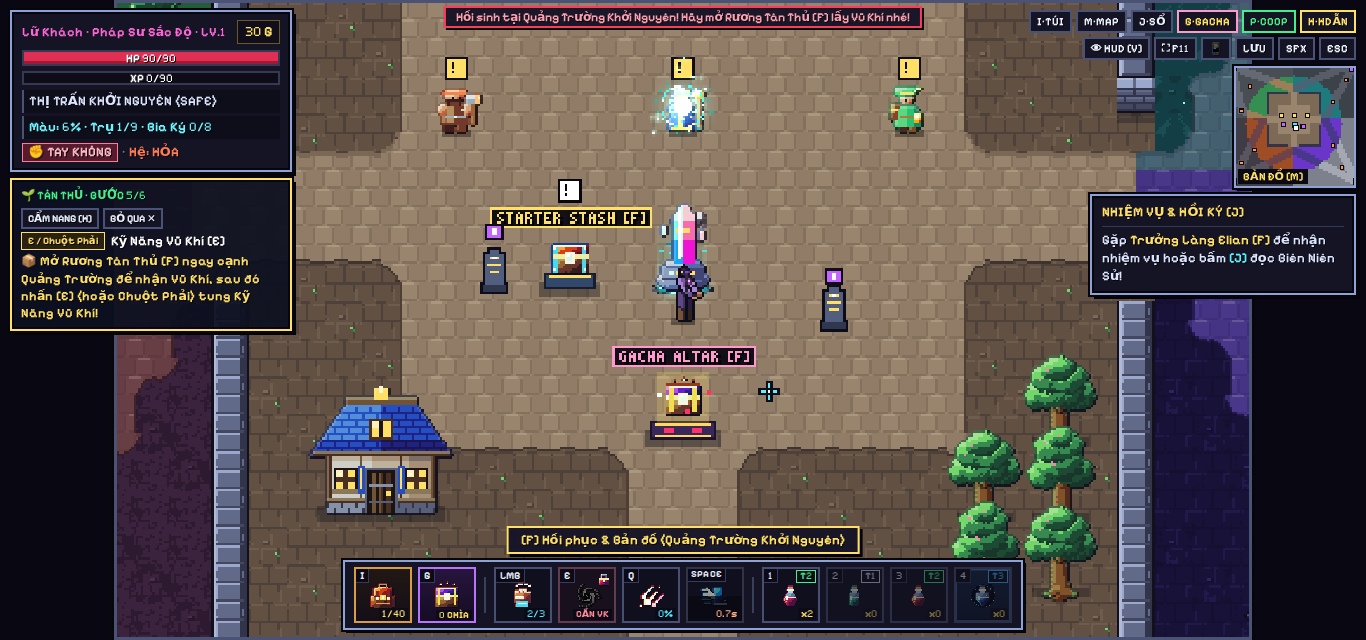 Lữ Khách · Pháp Sư Sắc Độ · LV.1
30 G
HP 90/90
XP 0/90
THỊ TRẤN KHỞI NGUYÊN (SAFE)
Màu: 6% · Trụ 1/9 · Gia Ký 0/8
TAY KHÔNG · Hệ: HỎA
TÂN THỦ · BƯỚC 5/6
CẨM NANG (H)
BỎ QUA ×
E / Chuột Phải
Kỹ Năng Vũ Khí (E)
Mở Rương Tân Thủ (F) ngay cạnh
Quảng Trường để nhận Vũ Khí, sau đó
nhấn (E) (hoặc Chuột Phải) tung Kỹ
Năng Vũ Khí!
Hồi sinh tại Quảng Trường Khởi Nguyên! Hãy mở Rương Tân Thủ (F) lấy Vũ Khí nhé!
I·TÚI
M·MAP
J·SỔ
G·GACHA
P·COOP
H·HDẪN
HUD (V)
F11
LƯU
SFX
ESC
BẢN ĐỒ (M)
NHIỆM VỤ & HỒI KÝ (J)
Gặp Trưởng Làng Elian (F) để nhận
nhiệm vụ hoặc bấm (J) đọc Biên Niên
Sử!
!
!
!
!
STARTER STASH [F]
GACHA ALTAR [F]
(F) Hồi phục & Bản đồ (Quảng Trường Khởi Nguyên)
I
1/40
G
0 CHÌA
LMB
2/3
E
CẦN VK
Q
0%
SPACE
0.7s
1
T2
x2
2
T1
x0
3
T2
x0
4
T3
x0